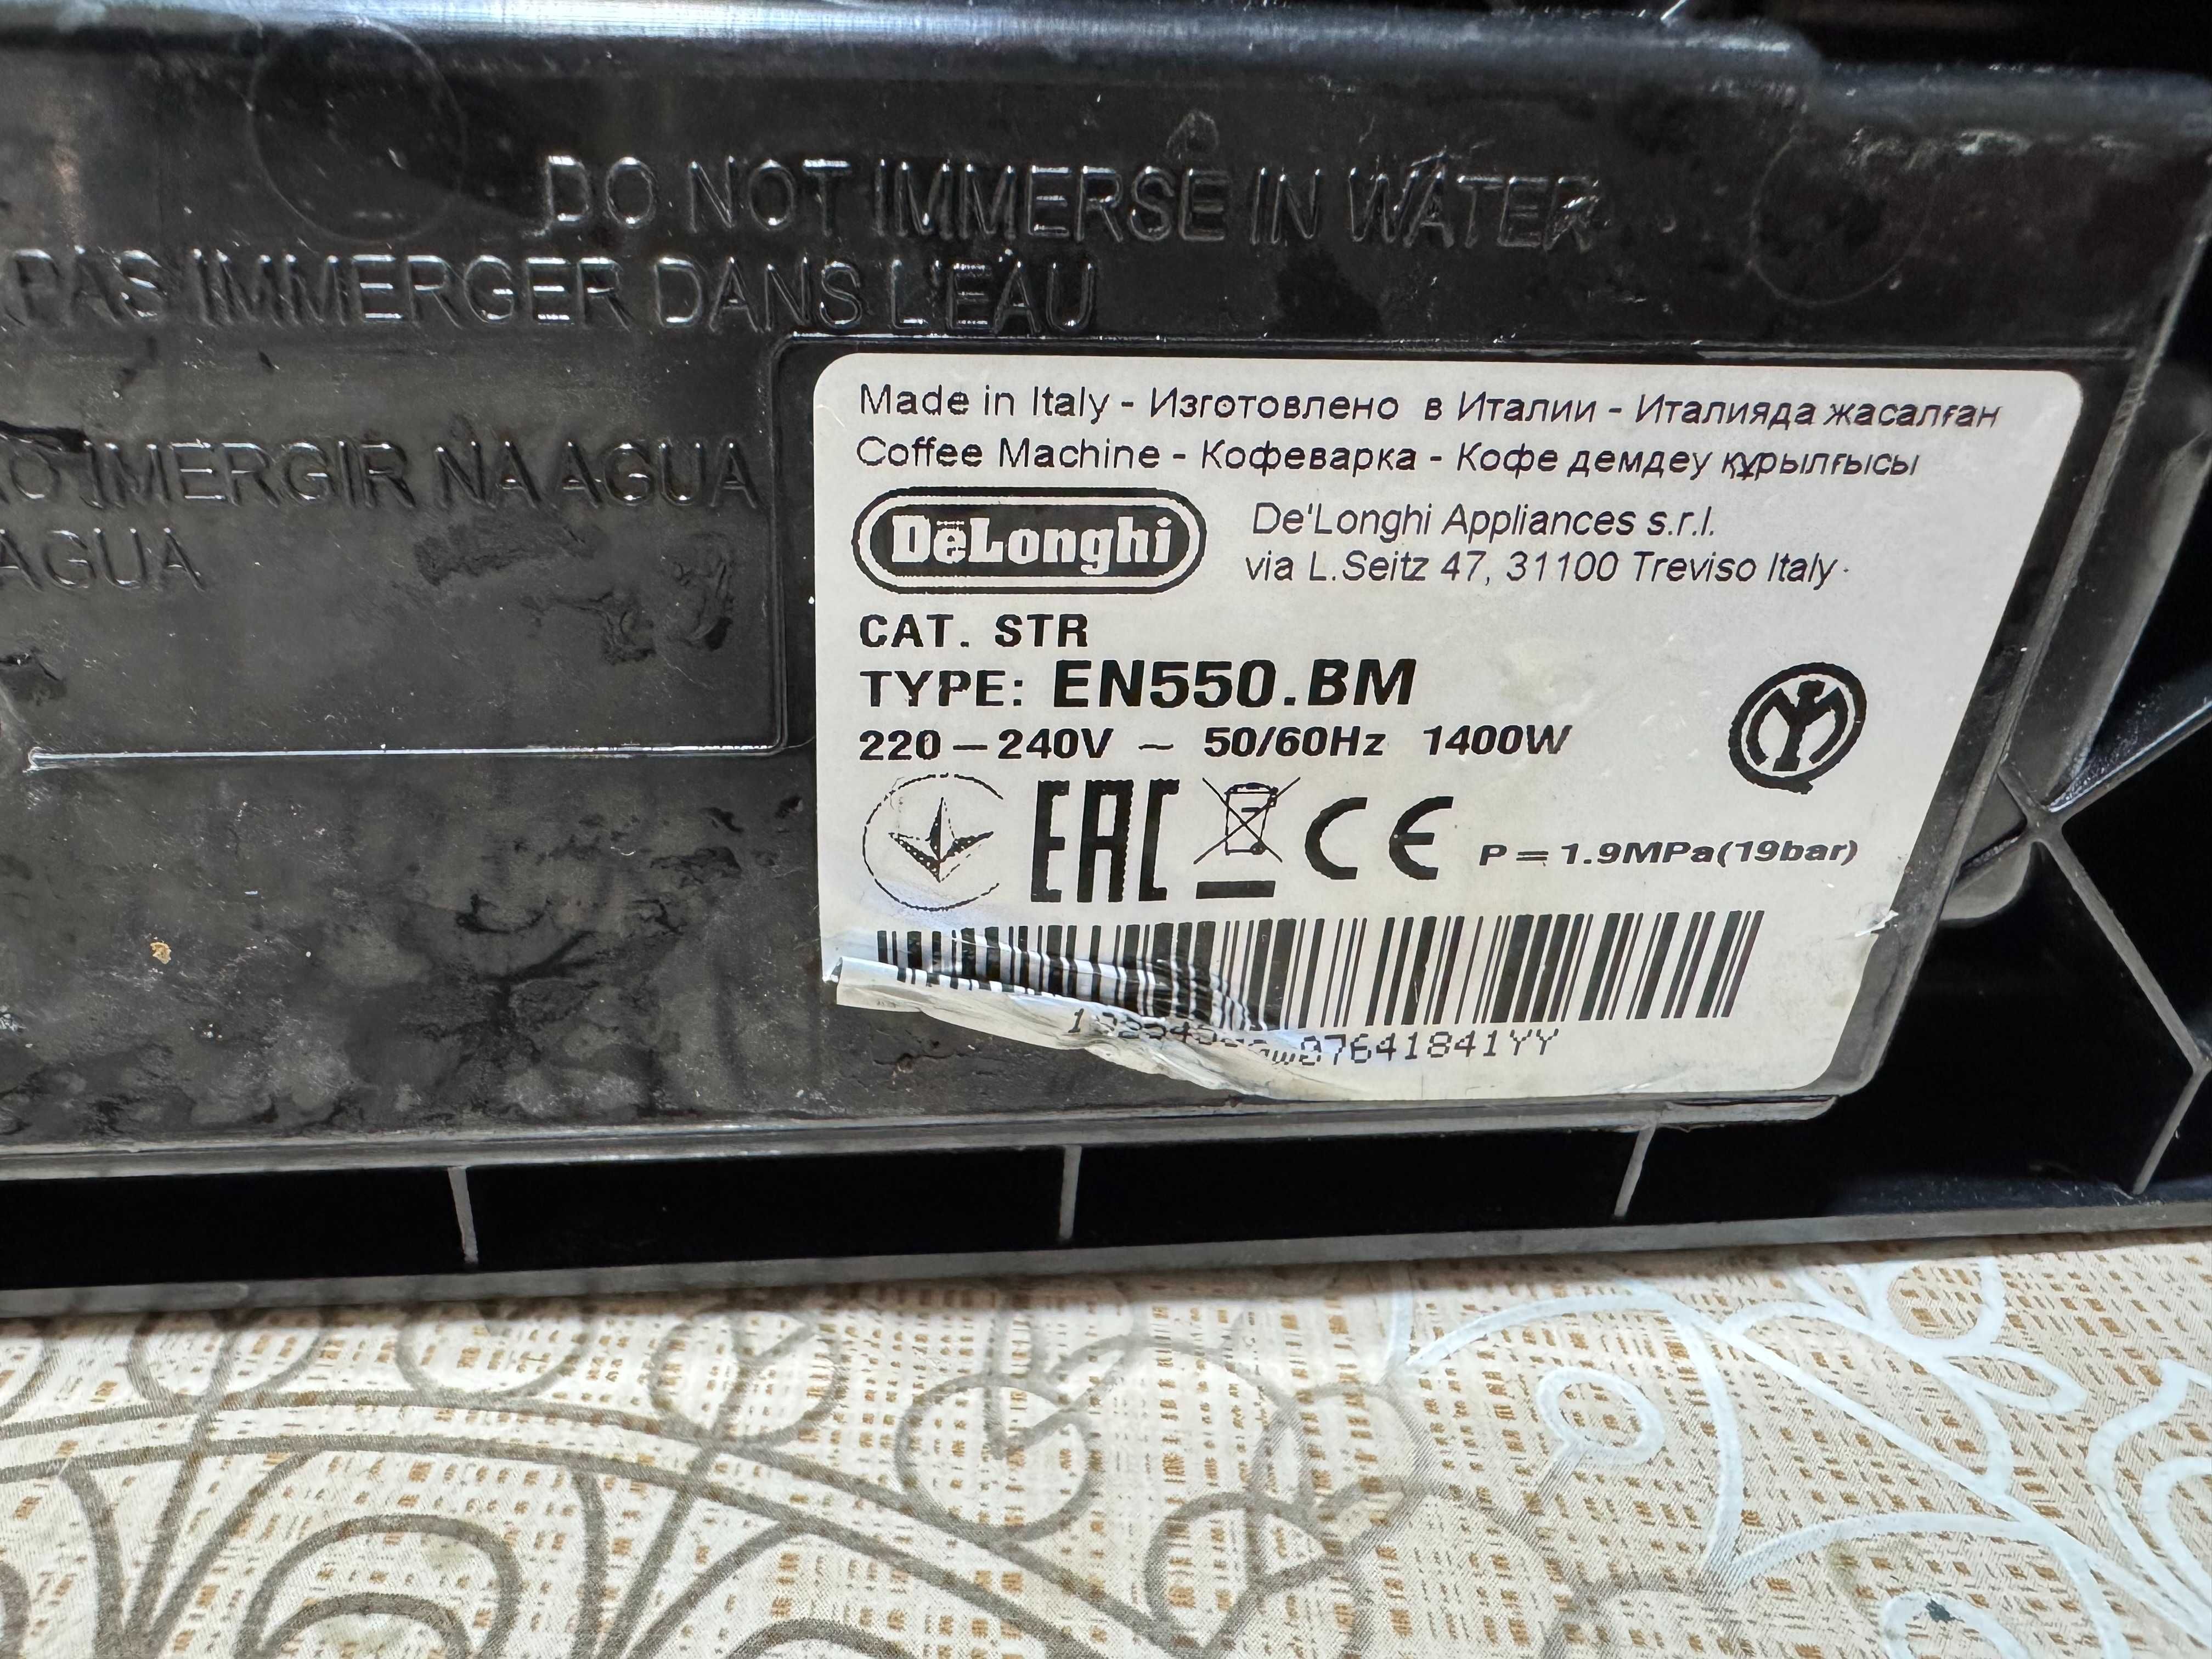 DO NOT IMMERSE IN WATER
PAS IMMERGER DANS L'EAU
IMERGIR NA AGUA
AGUA
Made in Italy - Изготовлено в Италии - Италияда жасалған
Coffee Machine - Кофеварка - Кофе демдеу құрылғысы
DēLonghi
De'Longhi Appliances s.r.l.
via L.Seitz 47, 31100 Treviso Italy
CAT. STR
TYPE: EN550.BM
220-240V ~ 50/60Hz 1400W
EAC CE P=1.9MPa(19bar)